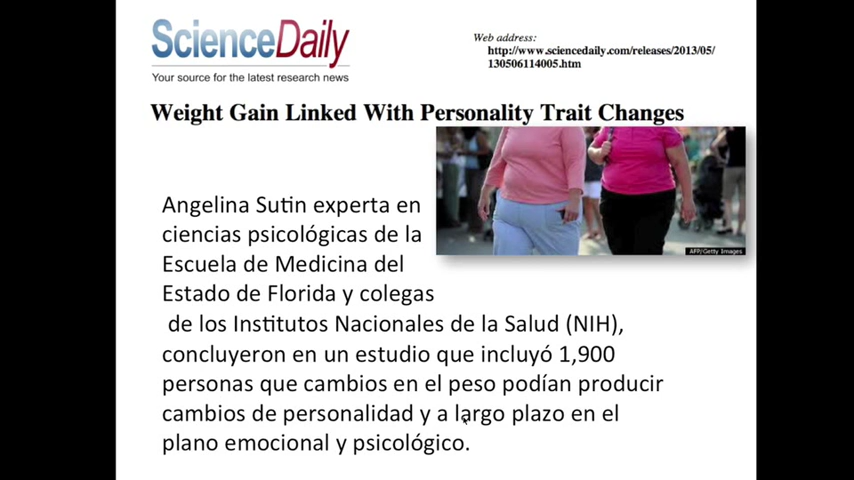 ScienceDaily
Your source for the latest research news
Web address:
http://www.sciencedaily.com/releases/2013/05/
130506114005.htm
Weight Gain Linked With Personality Trait Changes
AFP/Getty Images
Angelina Sutin experta en
ciencias psicológicas de la
Escuela de Medicina del
Estado de Florida y colegas
de los Institutos Nacionales de la Salud (NIH),
concluyeron en un estudio que incluyó 1,900
personas que cambios en el peso podían producir
cambios de personalidad y a largo plazo en el
plano emocional y psicológico.